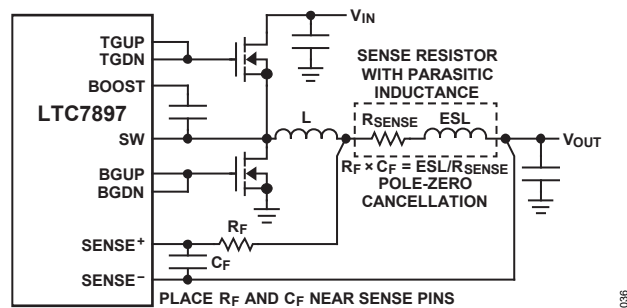 TGUP
TGDN
BOOST
LTC7897
SW
BGUP
BGDN
SENSE+
SENSE−
VIN
SENSE RESISTOR
WITH PARASITIC
INDUCTANCE
L
RSENSE
ESL
VOUT
RF × CF = ESL/RSENSE
POLE-ZERO
CANCELLATION
RF
CF
PLACE RF AND CF NEAR SENSE PINS
036